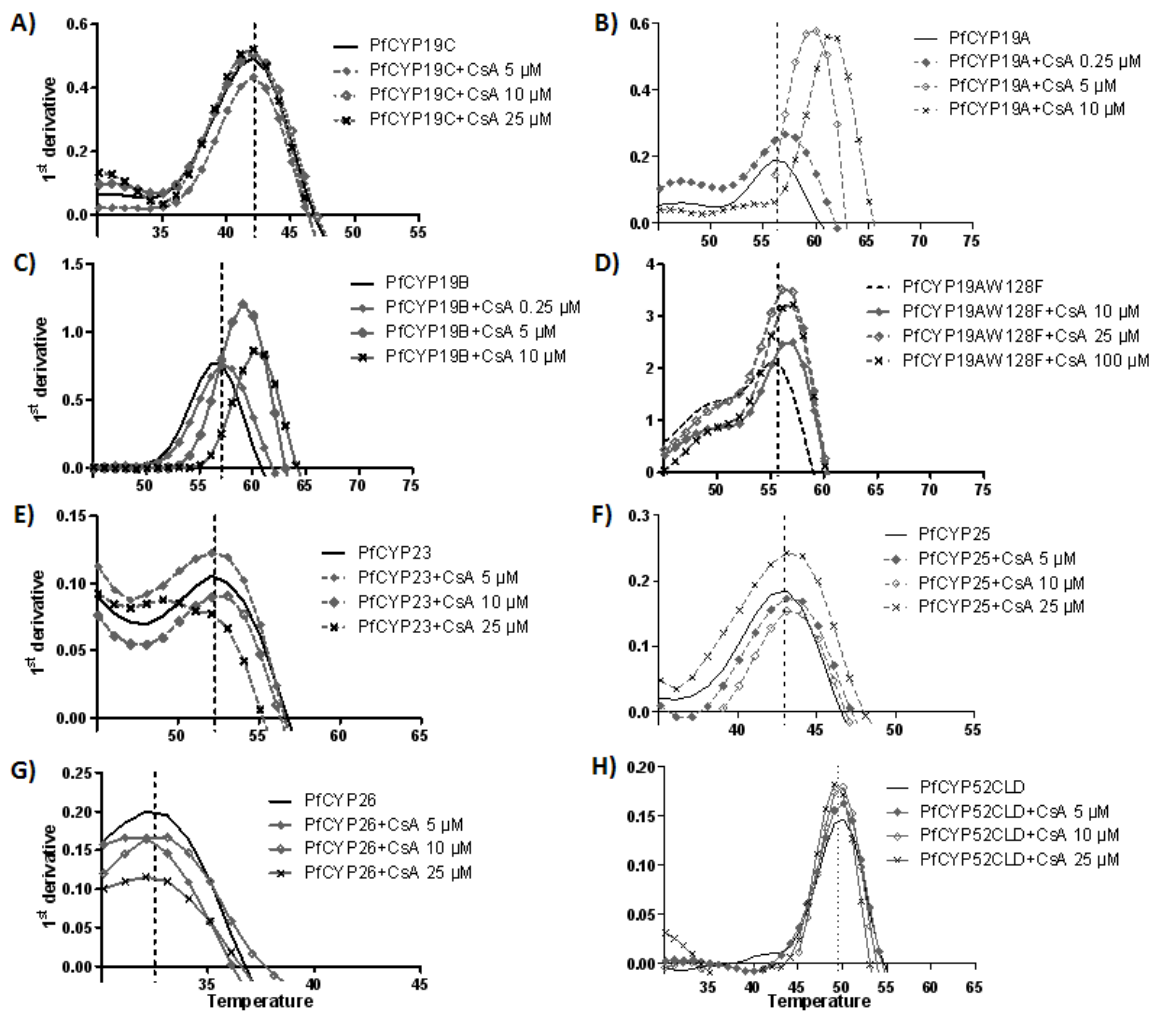 A)
0.6
0.4
0.2
0.0
1st derivative
35
41
45
55
PfCYP19C
PfCYP19C+CsA 5 µM
PfCYP19C+CsA 10 µM
PfCYP19C+CsA 25 µM
B)
0.6
0.4
0.2
0.0
50
56
60
65
70
75
PfCYP19A
PfCYP19A+CsA 0.25 µM
PfCYP19A+CsA 5 µM
PfCYP19A+CsA 10 µM
C)
1.5
1.0
0.5
0.0
1st derivative
50
57
60
65
70
75
PfCYP19B
PfCYP19B+CsA 0.25 µM
PfCYP19B+CsA 5 µM
PfCYP19B+CsA 10 µM
D)
4
3
2
1
0
50
56
60
65
70
75
PfCYP19AW128F
PfCYP19AW128F+CsA 10 µM
PfCYP19AW128F+CsA 25 µM
PfCYP19AW128F+CsA 100 µM
E)
0.15
0.10
0.05
0.00
1st derivative
50
53
58
65
PfCYP23
PfCYP23+CsA 5 µM
PfCYP23+CsA 10 µM
PfCYP23+CsA 25 µM
F)
0.3
0.2
0.1
0.0
40
43
45
50
55
PfCYP25
PfCYP25+CsA 5 µM
PfCYP25+CsA 10 µM
PfCYP25+CsA 25 µM
G)
0.25
0.20
0.15
0.10
0.05
0.00
1st derivative
35
45
Temperature
PfCYP26
PfCYP26+CsA 5 µM
PfCYP26+CsA 10 µM
PfCYP26+CsA 25 µM
H)
0.20
0.15
0.10
0.05
0.00
35
45
50
55
65
Temperature
PfCYP52CLD
PfCYP52CLD+CsA 5 µM
PfCYP52CLD+CsA 10 µM
PfCYP52CLD+CsA 25 µM